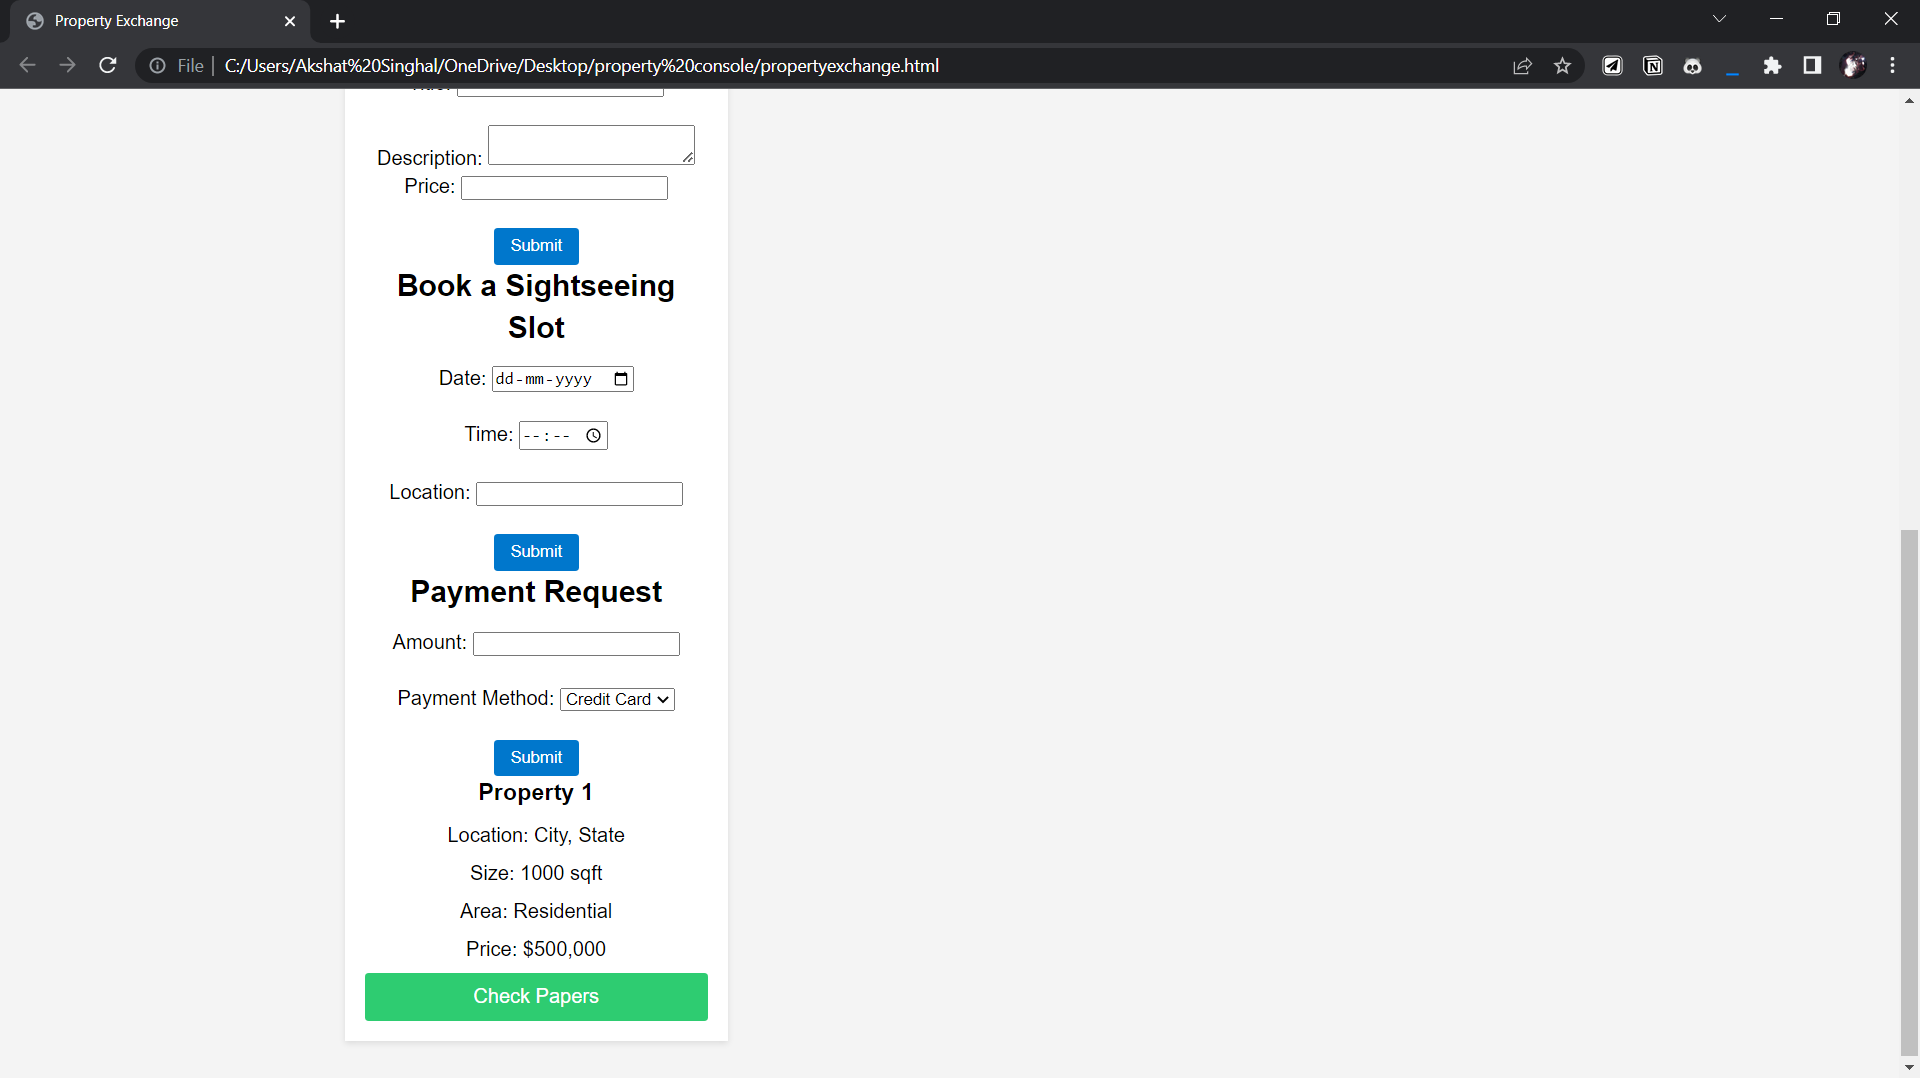 Property Exchange
File
C:/Users/Akshat%20Singhal/OneDrive/Desktop/property%20console/propertyexchange.html
Description:
Price:
Submit
Book a Sightseeing
Slot
Date: dd-mm-yyyy
Time: --:--
Location:
Submit
Payment Request
Amount:
Payment Method: Credit Card
Submit
Property 1
Location: City, State
Size: 1000 sqft
Area: Residential
Price: $500,000
Check Papers